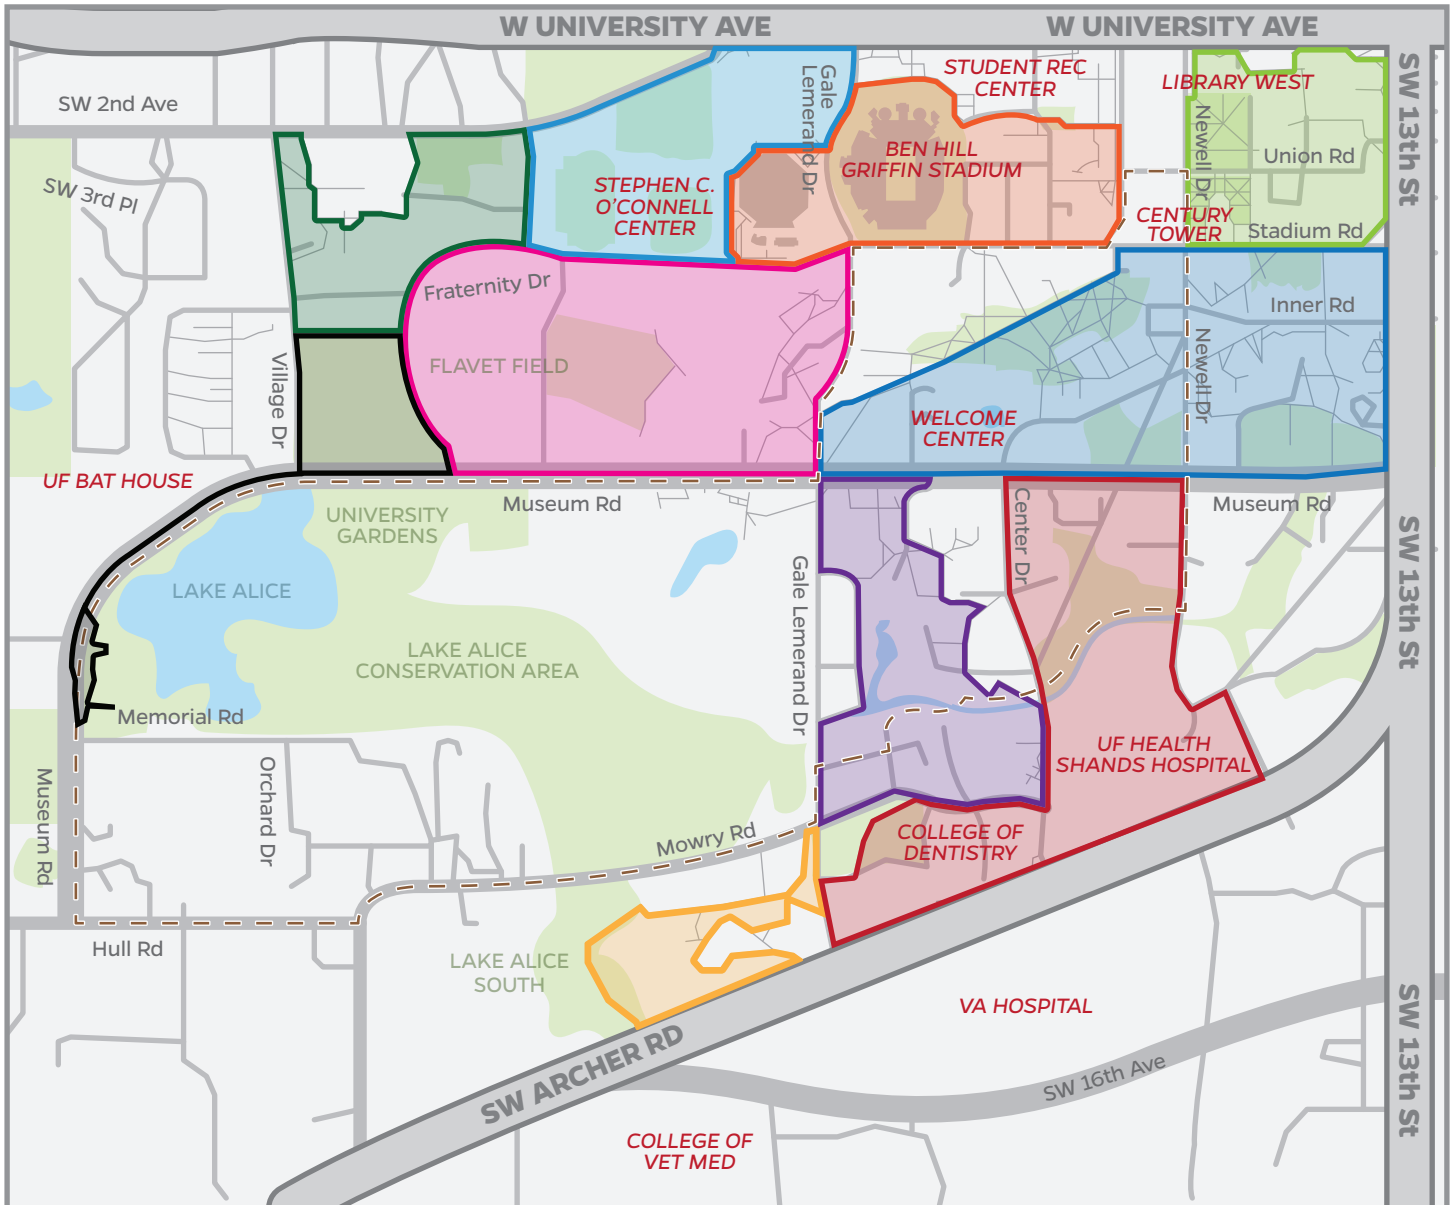 W UNIVERSITY AVE
W UNIVERSITY AVE
SW 2nd Ave
Gale
Lemerand Dr
STUDENT REC
CENTER
LIBRARY WEST
SW 13th St
Newell Dr
Union Rd
BEN HILL
GRIFFIN STADIUM
SW 3rd Pl
STEPHEN C.
O'CONNELL
CENTER
CENTURY
TOWER
Stadium Rd
Fraternity Dr
Inner Rd
Village Dr
FLAVET FIELD
Newell Dr
WELCOME
CENTER
UF BAT HOUSE
Museum Rd
Museum Rd
UNIVERSITY
GARDENS
Center Dr
SW 13th St
LAKE ALICE
Gale Lemerand Dr
LAKE ALICE
CONSERVATION AREA
Memorial Rd
UF HEALTH
SHANDS HOSPITAL
Museum Rd
Orchard Dr
Mowry Rd
COLLEGE OF
DENTISTRY
Hull Rd
LAKE ALICE
SOUTH
VA HOSPITAL
SW 13th St
SW ARCHER RD
SW 16th Ave
COLLEGE OF
VET MED